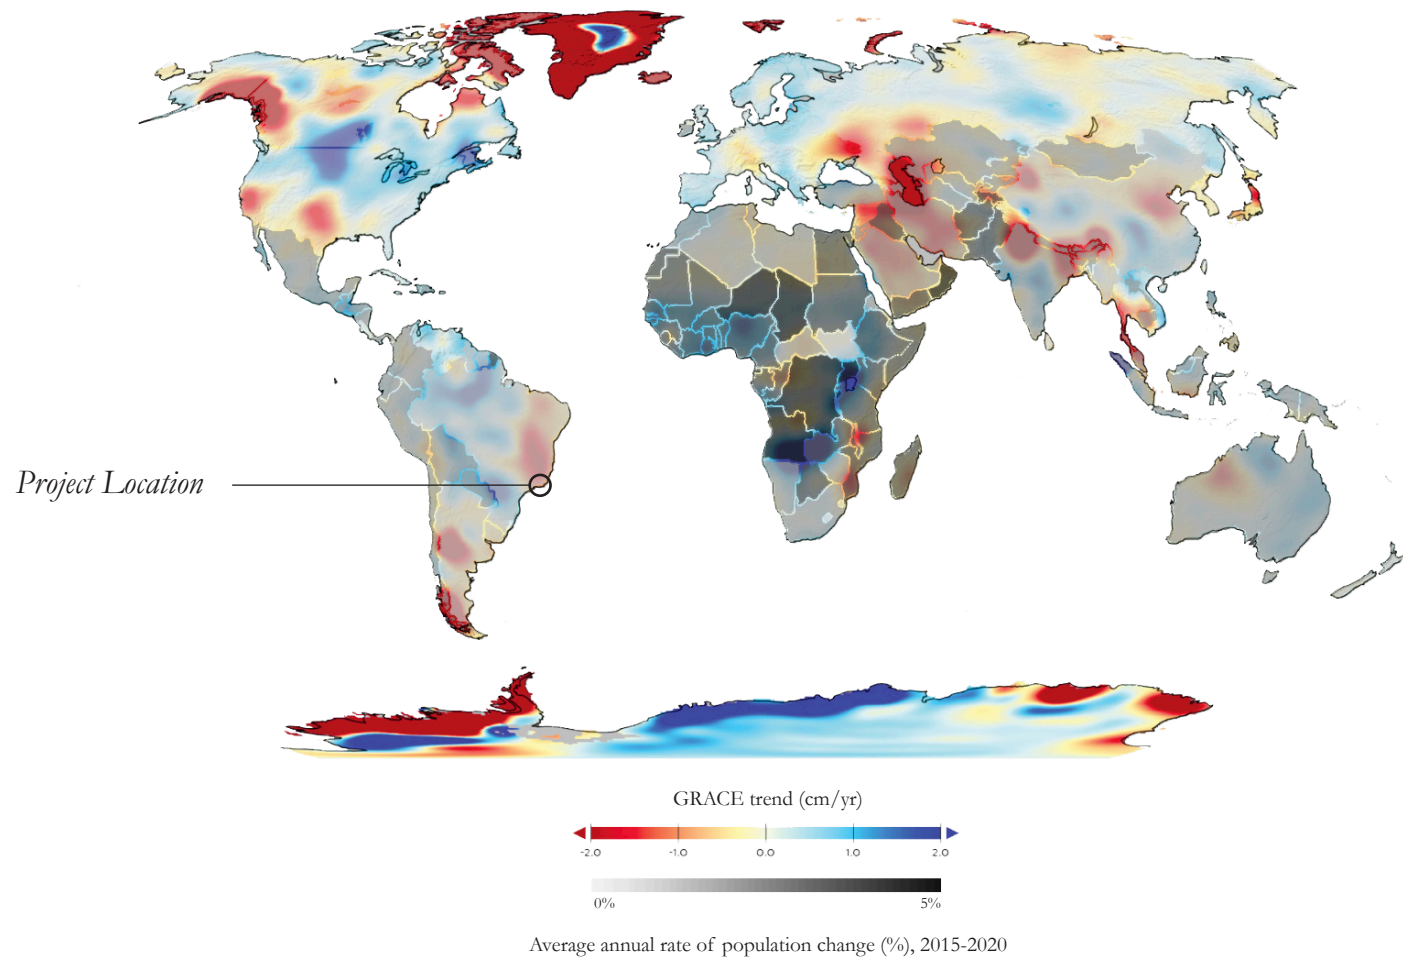 Project Location
GRACE trend (cm/yr)
-2.0 -1.0 0.0 1.0 2.0
0% 5%
Average annual rate of population change (%), 2015-2020